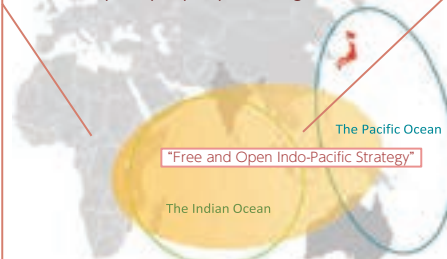 The Pacific Ocean
"Free and Open Indo-Pacific Strategy"
The Indian Ocean